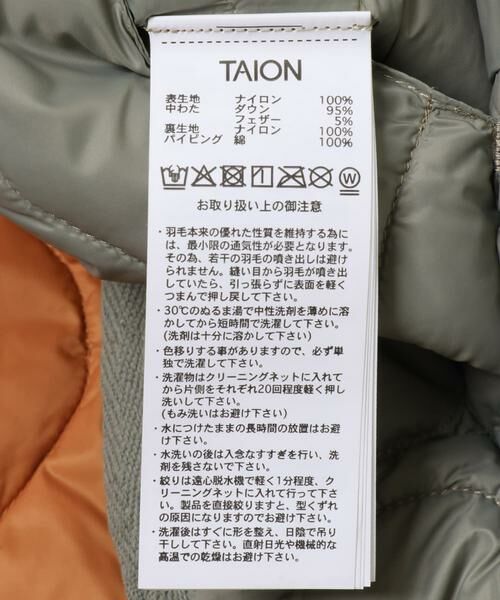 TAION
表生地 ナイロン 100%
中わた ダウン 95%
フェザー 5%
裏生地 ナイロン 100%
パイピング 綿 100%
W
お取り扱い上の御注意
・羽毛本来の優れた性質を維持する為に
は、最小限の通気性が必要となります。
その為、若干の羽毛の噴き出しは避け
られません。縫い目から羽毛が噴き出
していたら、引っ張らずに表面を軽く
つまんで押し戻して下さい。
・30℃のぬるま湯で中性洗剤を薄めに溶
かしてから短時間で洗濯して下さい。
(洗剤は十分に溶かして下さい)
・色移りする事がありますので、必ず単
独で洗濯して下さい。
・洗濯物はクリーニングネットに入れて
から片側をそれぞれ20回程度軽く押し
洗いして下さい。
(もみ洗いはお避け下さい)
・水につけたままの長時間の放置はお避
け下さい。
・水洗いの後は入念なすすぎを行い、洗
剤を残さないで下さい。
・絞りは遠心脱水機で軽く1分程度、ク
リーニングネットに入れて行って下さ
い。製品を直接絞りますと、型くずれ
の原因になりますのでお避け下さい。
・洗濯後はすぐに形を整え、日陰で吊り
干しして下さい。直射日光や機械的な
高温での乾燥はお避け下さい。